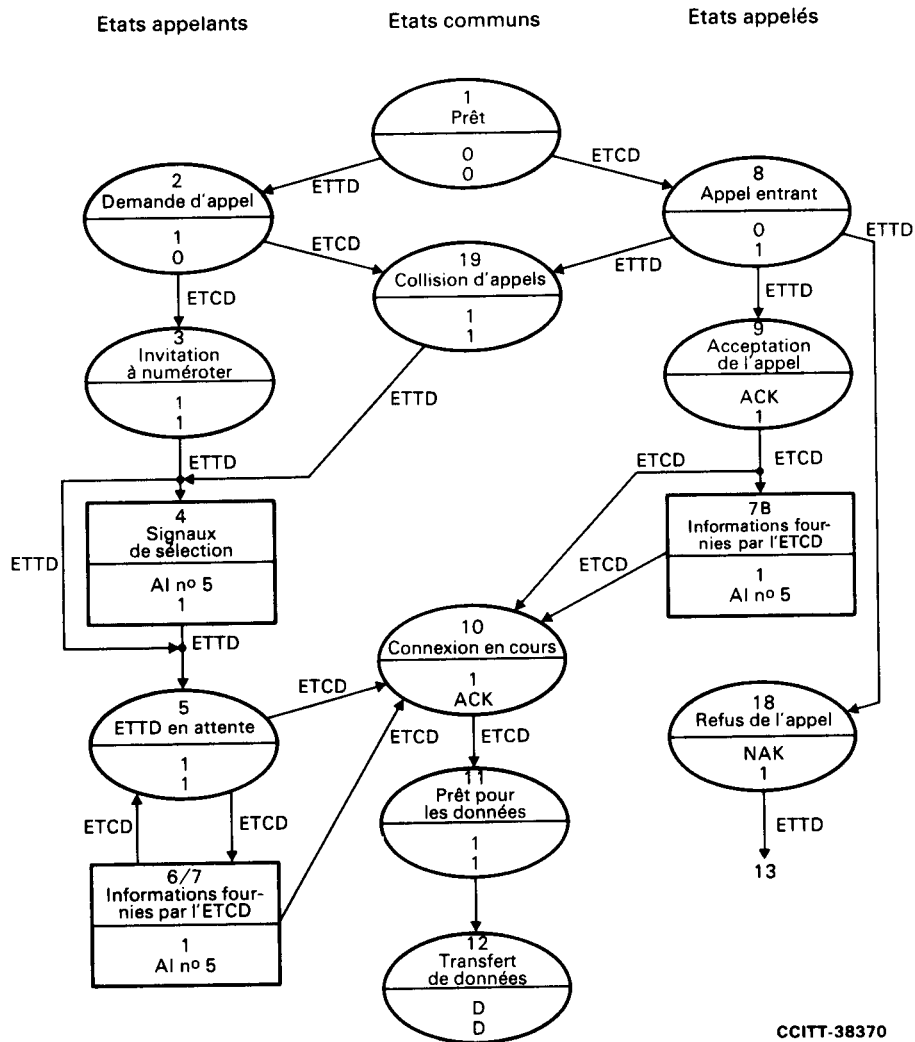 Etats appelants
Etats communs
Etats appelés
1
Prêt
0
0
ETTD
ETCD
2
Demande d'appel
1
0
8
Appel entrant
0
1
ETTD
ETCD
ETTD
19
Collision d'appels
1
1
ETCD
ETTD
3
Invitation
à numéroter
1
1
9
Acceptation
de l'appel
ACK
1
ETTD
ETTD
ETCD
ETCD
4
Signaux
de sélection
AI nº 5
1
7B
Informations four-
nies par l'ETCD
1
AI nº 5
ETTD
ETCD
ETTD
10
Connexion en cours
1
ACK
5
ETTD en attente
1
1
ETCD
ETCD
ETCD
18
Refus de l'appel
NAK
1
11
Prêt pour
les données
1
1
ETCD
ETCD
ETTD
13
6/7
Informations four-
nies par l'ETCD
1
AI nº 5
12
Transfert
de données
D
D
CCITT-38370